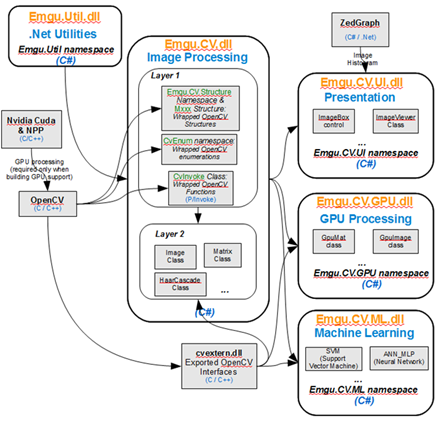 Emgu.Util.dll
.Net Utilities
Emgu.Util namespace
(C#)
Nvidia Cuda
& NPP
(C/C++)
GPU processing
(required only when
building GPU support)
OpenCV
(C / C++)
Emgu.CV.dll
Image Processing
Layer 1
Emgu.CV.Structure
Namespace &
Mxxx Structure:
Wrapped OpenCV
Structures
CvEnum namespace:
Wrapped OpenCV
enumerations
CvInvoke Class:
Wrapped OpenCV
Functions
(P/Invoke)
Layer 2
Image
Class
Matrix
Class
HaarCascade
Class
...
(C#)
cvextern.dll
Exported OpenCV
Interfaces
(C / C++)
ZedGraph
(C# / .Net)
Image
Histogram
Emgu.CV.UI.dll
Presentation
ImageBox
control
ImageViewer
Class
...
Emgu.CV.UI namespace
(C#)
Emgu.CV.GPU.dll
GPU Processing
GpuMat
class
GpuImage
class
...
Emgu.CV.GPU namespace
(C#)
Emgu.CV.ML.dll
Machine Learning
SVM
(Support
Vector Machine)
ANN_MLP
(Neural Network)
...
Emgu.CV.ML namespace
(C#)